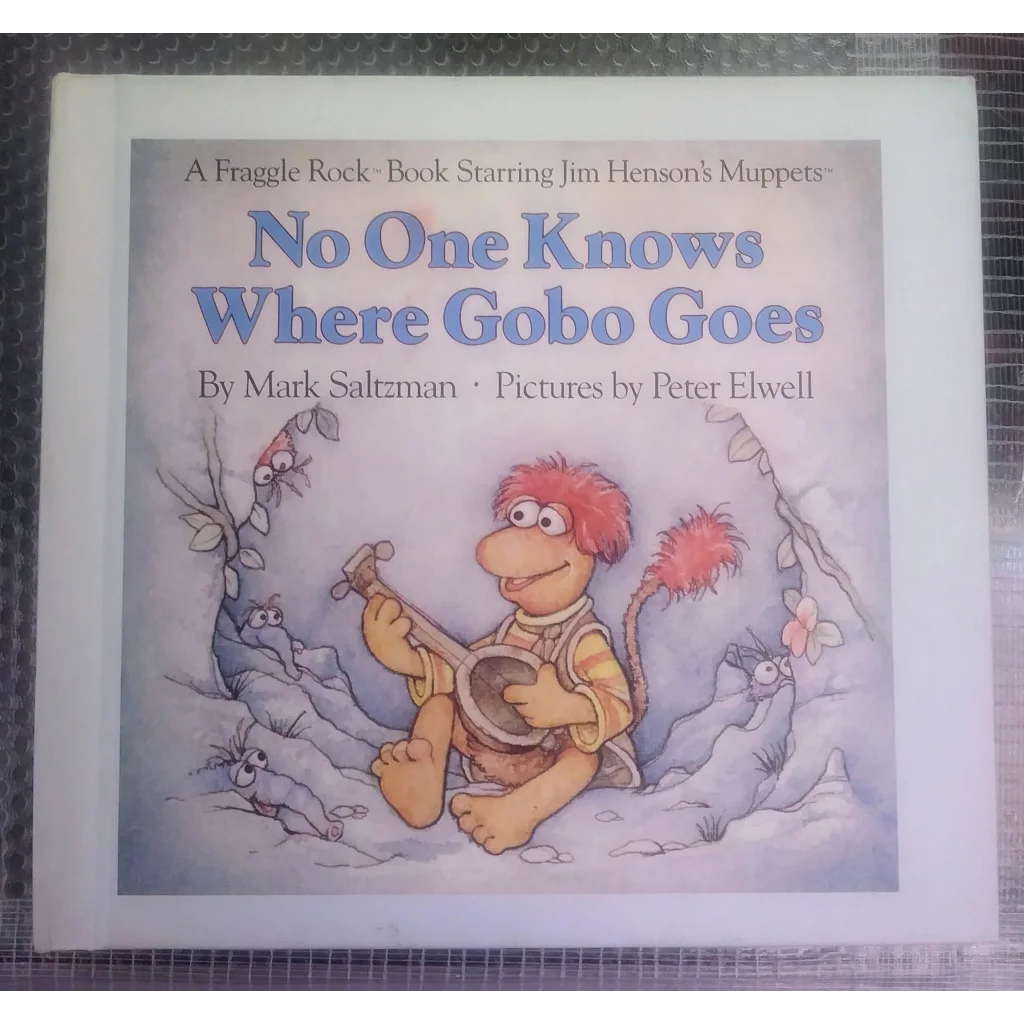 A Fraggle Rock™ Book Starring Jim Henson's Muppets™
No One Knows
Where Gobo Goes
By Mark Saltzman · Pictures by Peter Elwell